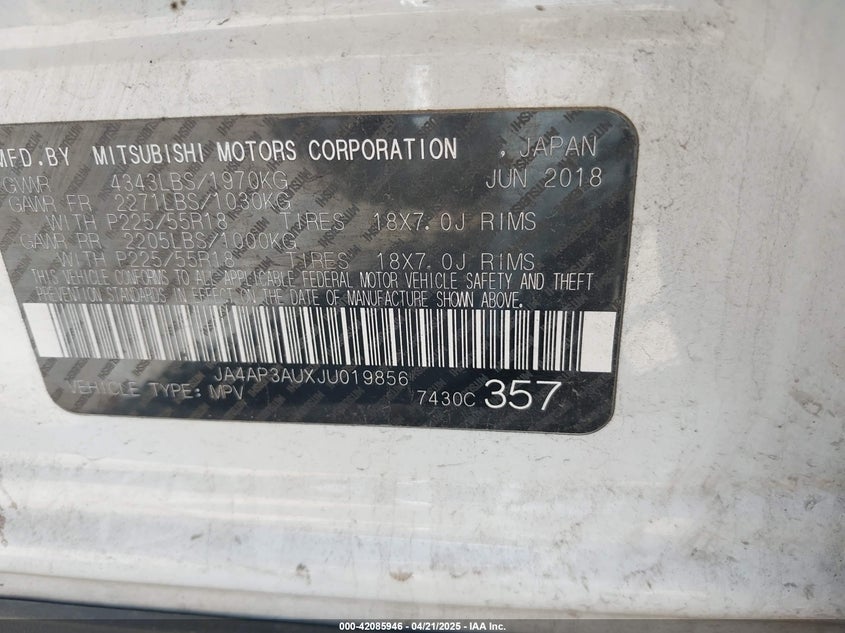 MFD.BY MITSUBISHI MOTORS CORPORATION , JAPAN
GVWR 4343LBS/1970KG JUN 2018
GAWR FR 2271LBS/1030KG
WITH P225/55R18 TIRES 18X7.0J RIMS
GAWR RR 2205LBS/1000KG
WITH P225/55R18 TIRES 18X7.0J RIMS
THIS VEHICLE CONFORMS TO ALL APPLICABLE FEDERAL MOTOR VEHICLE SAFETY AND THEFT
PREVENTION STANDARDS IN EFFECT ON THE DATE OF MANUFACTURE SHOWN ABOVE.
JA4AP3AUXJU019856
VEHICLE TYPE: MPV 7430C 357
000-42085946 - 04/21/2025 - IAA Inc.